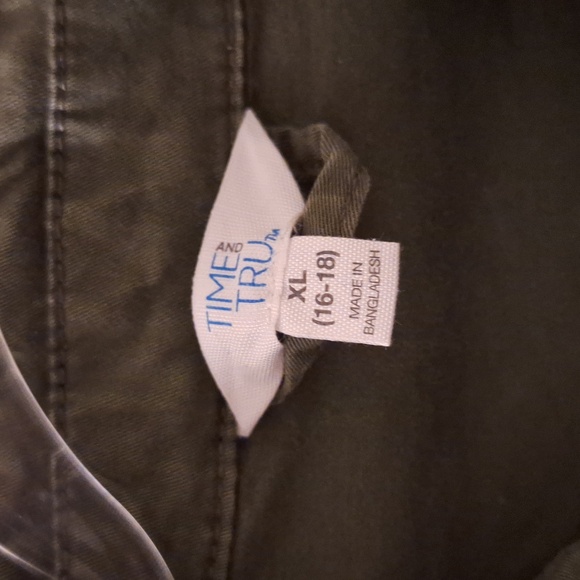 TIME AND
TRU™
XL
(16-18)
MADE IN
BANGLADESH